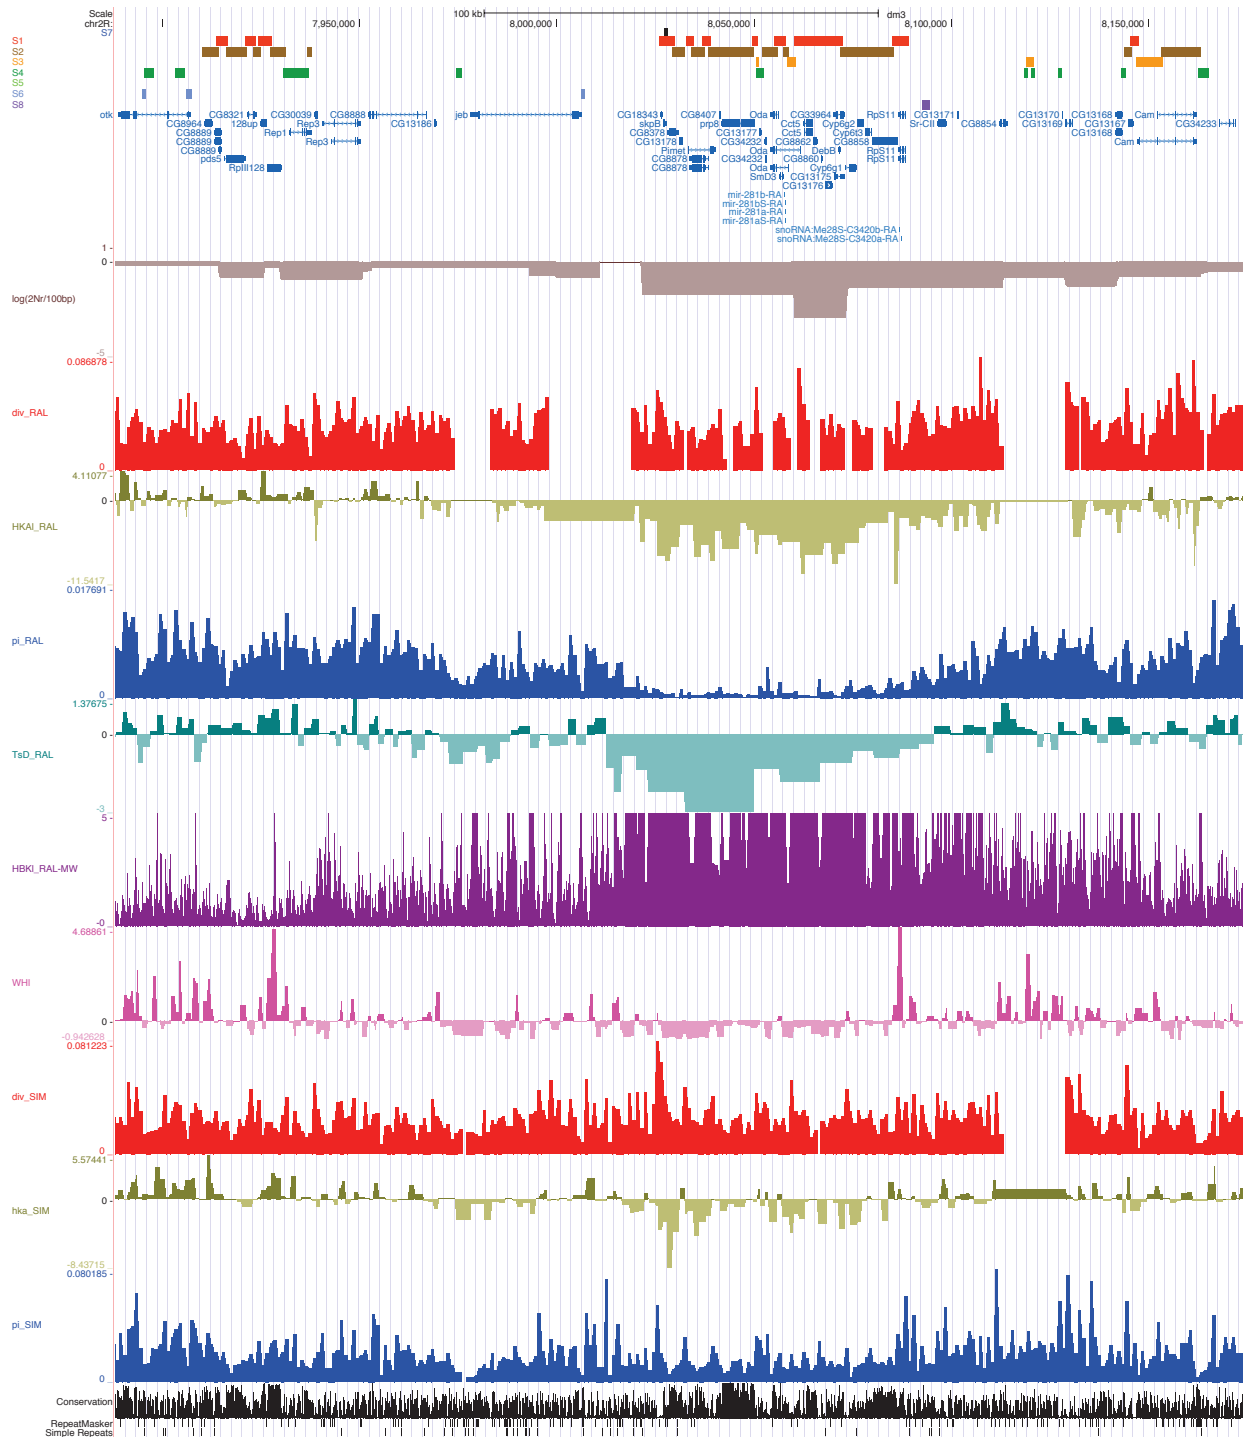 Scale 100 kb dm3
chr2R: 7,950,000 8,000,000 8,050,000 8,100,000 8,150,000
S7
S1
S2
S3
S4
S5
S6
S8
otk CG8321 CG30039 CG8888 jeb CG18343 CG8407 Oda CG33964 RpS11 CG13171 CG13170 CG13168 Cam
CG8964 128up Rep3 CG13186 skpB prp8 Cct5 Cyp6g2 Sr-CII CG8854 CG13169 CG13167 CG34233
CG8889 Rep1 CG8378 CG13177 Cct5 Cyp6t3 CG13168
CG8889 Rep3 CG13178 CG34232 CG8862 CG8858 Cam
CG8889 Pimet Oda DebB RpS11
pds5 CG8878 CG34232 CG8860 RpS11
RpIII128 CG8878 Oda Cyp6g1
SmD3 CG13175
CG13176
mir-281b-RA
mir-281bS-RA
mir-281a-RA
mir-281aS-RA
snoRNA:Me28S-C3420b-RA
snoRNA:Me28S-C3420a-RA
1
0
log(2Nr/100bp)
-5
0.086878
div_RAL
0
4.11077
0
HKAl_RAL
-11.5417
0.017691
pi_RAL
0
1.37675
0
TsD_RAL
-3
5
HBKl_RAL-MW
-0
4.68861
WHI
0
-0.942628
0.081223
div_SIM
0
5.57441
0
hka_SIM
-8.43715
0.080185
pi_SIM
0
Conservation
RepeatMasker
Simple Repeats